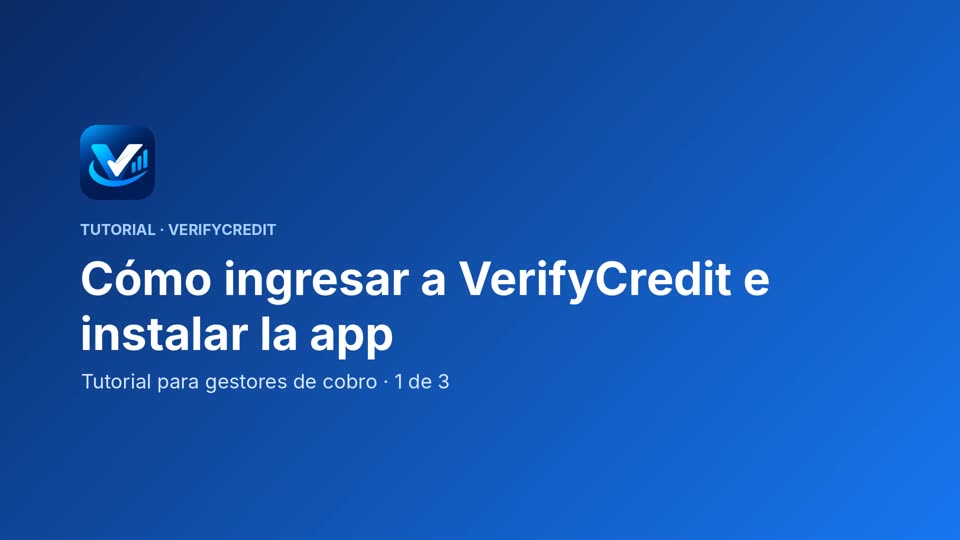 TUTORIAL · VERIFYCREDIT
Cómo ingresar a VerifyCredit e
instalar la app
Tutorial para gestores de cobro · 1 de 3